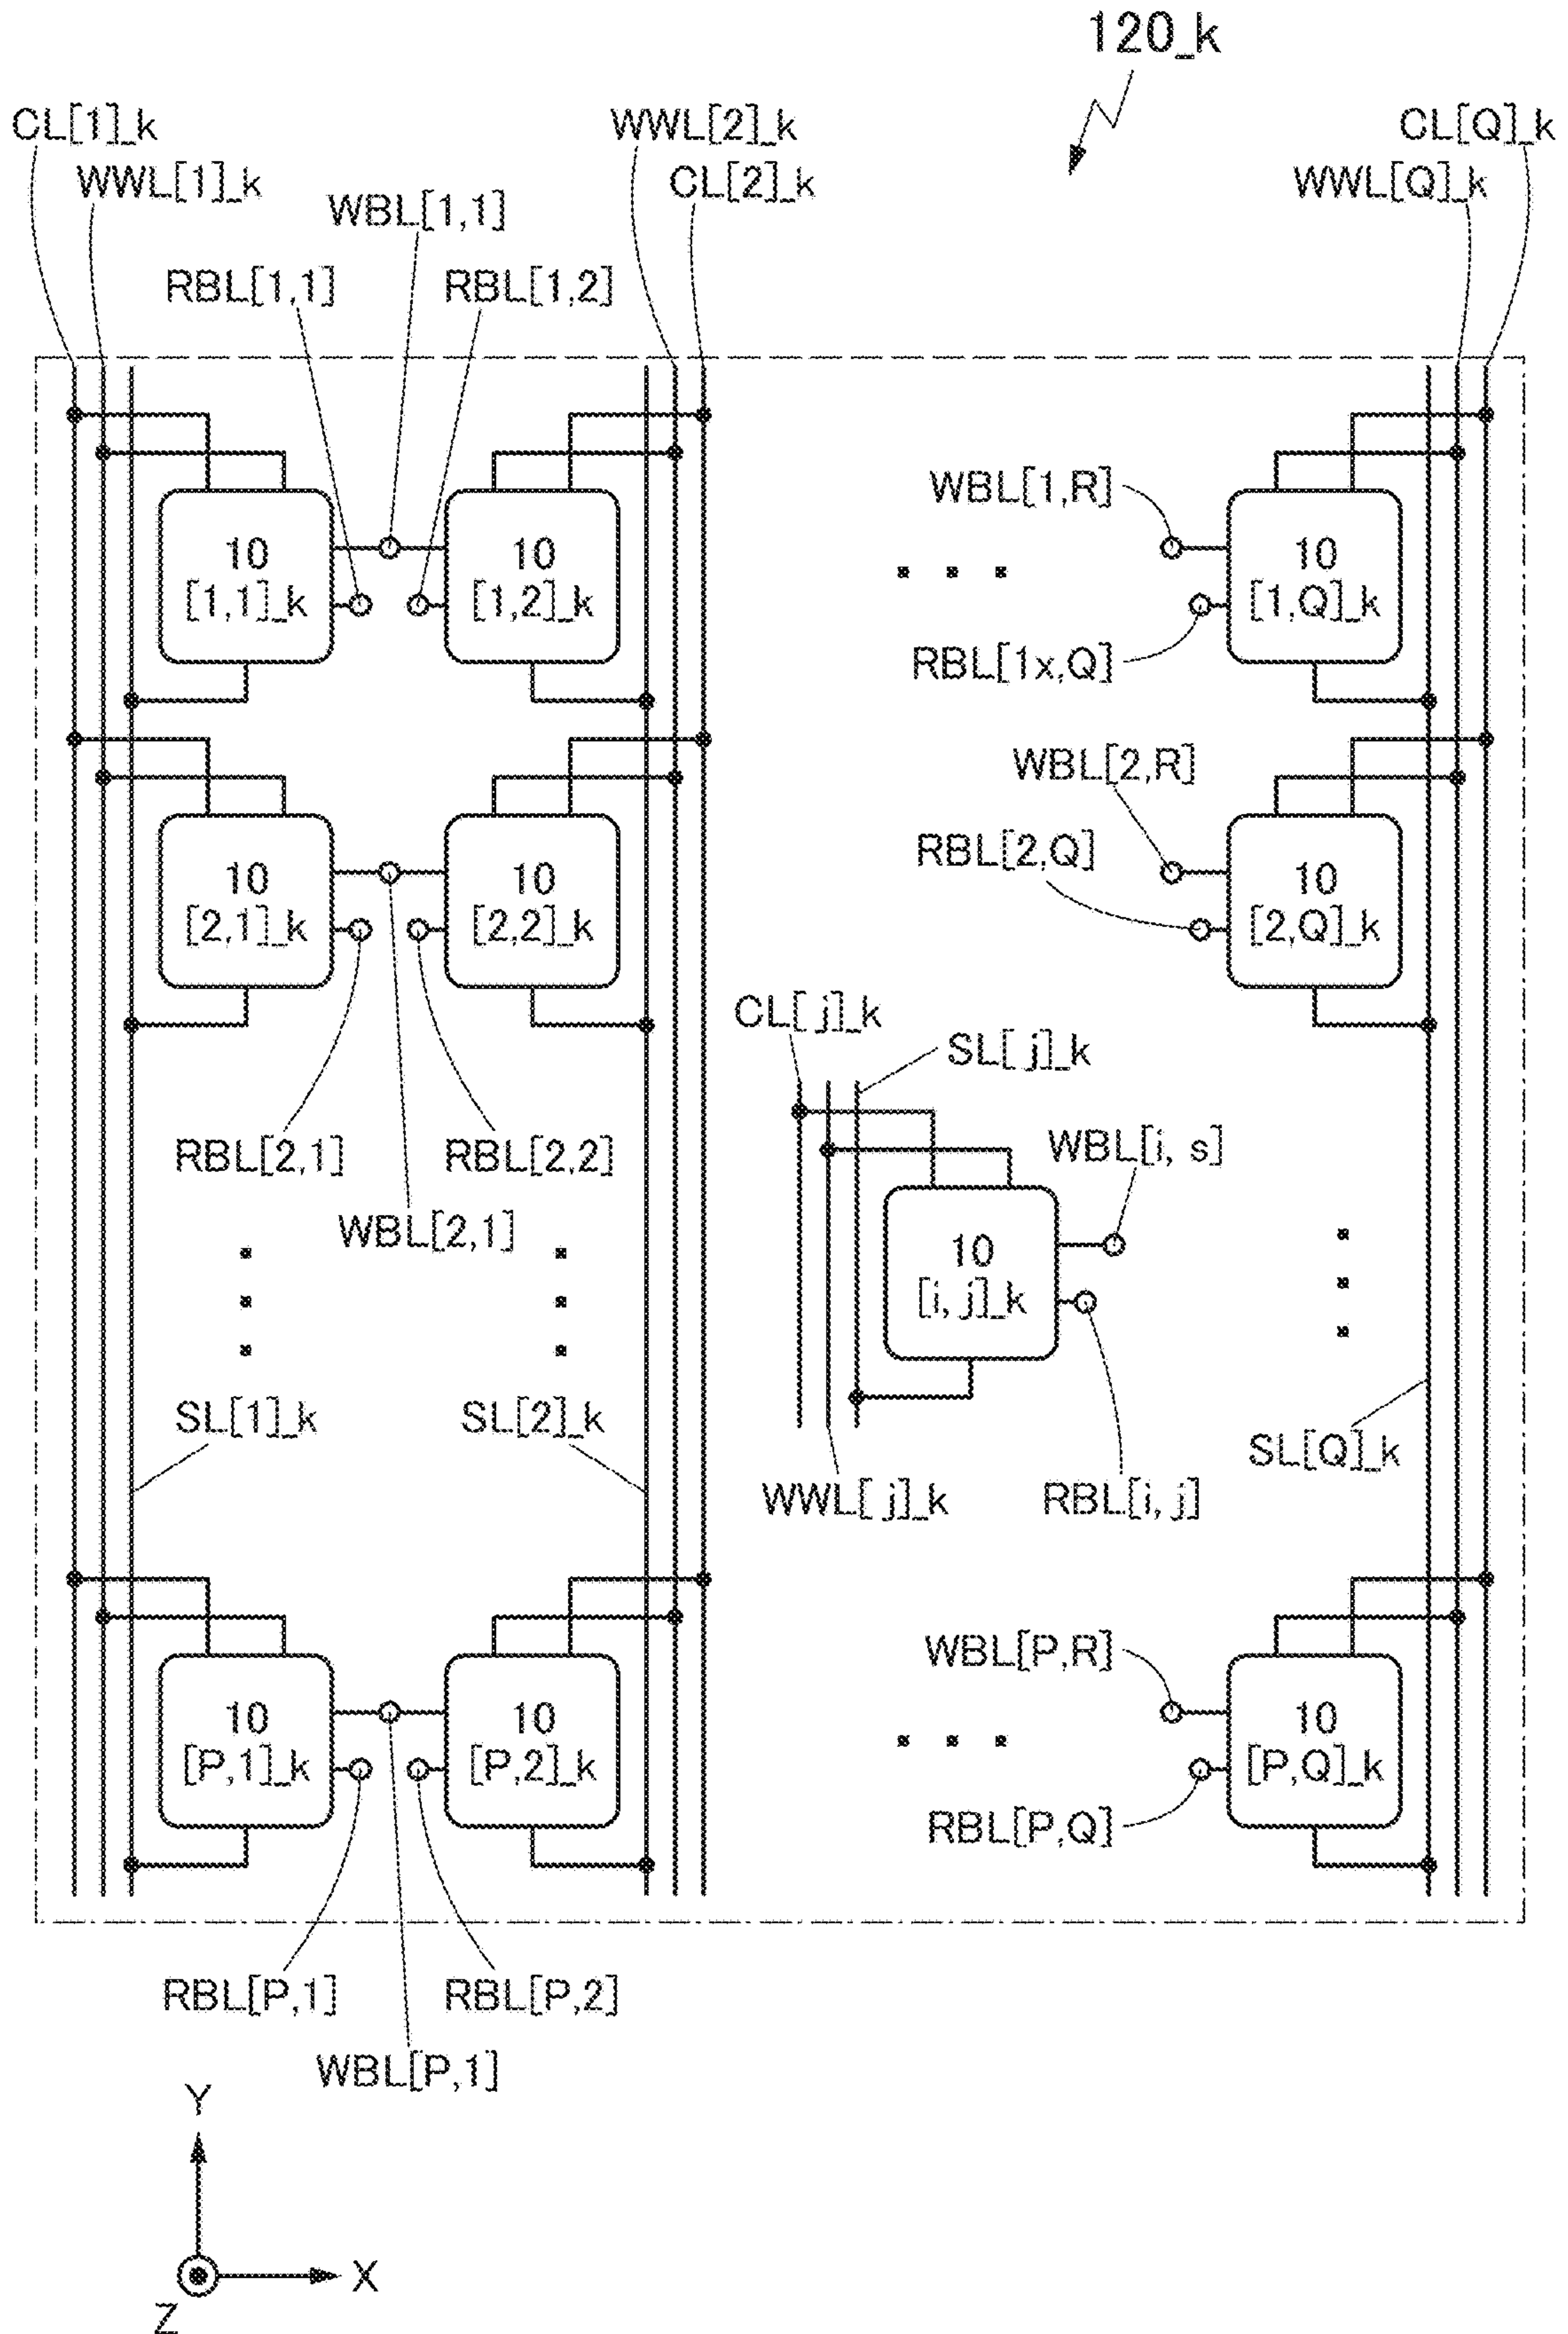 120_k
CL[1]_k
WWL[2]_k
CL[Q]_k
WWL[1]_k
CL[2]_k
WWL[Q]_k
WBL[1,1]
RBL[1,1]
RBL[1,2]
WBL[1,R]
10
[1,1]_k
10
[1,2]_k
10
[1,Q]_k
RBL[1x,Q]
WBL[2,R]
RBL[2,Q]
10
[2,1]_k
10
[2,2]_k
10
[2,Q]_k
CL[ j]_k
SL[ j]_k
RBL[2,1]
RBL[2,2]
WBL[i, s]
WBL[2,1]
10
[i, j]_k
SL[1]_k
SL[2]_k
SL[Q]_k
WWL[ j]_k
RBL[i, j]
WBL[P,R]
10
[P,1]_k
10
[P,2]_k
10
[P,Q]_k
RBL[P,Q]
RBL[P,1]
RBL[P,2]
WBL[P,1]
Y
X
Z